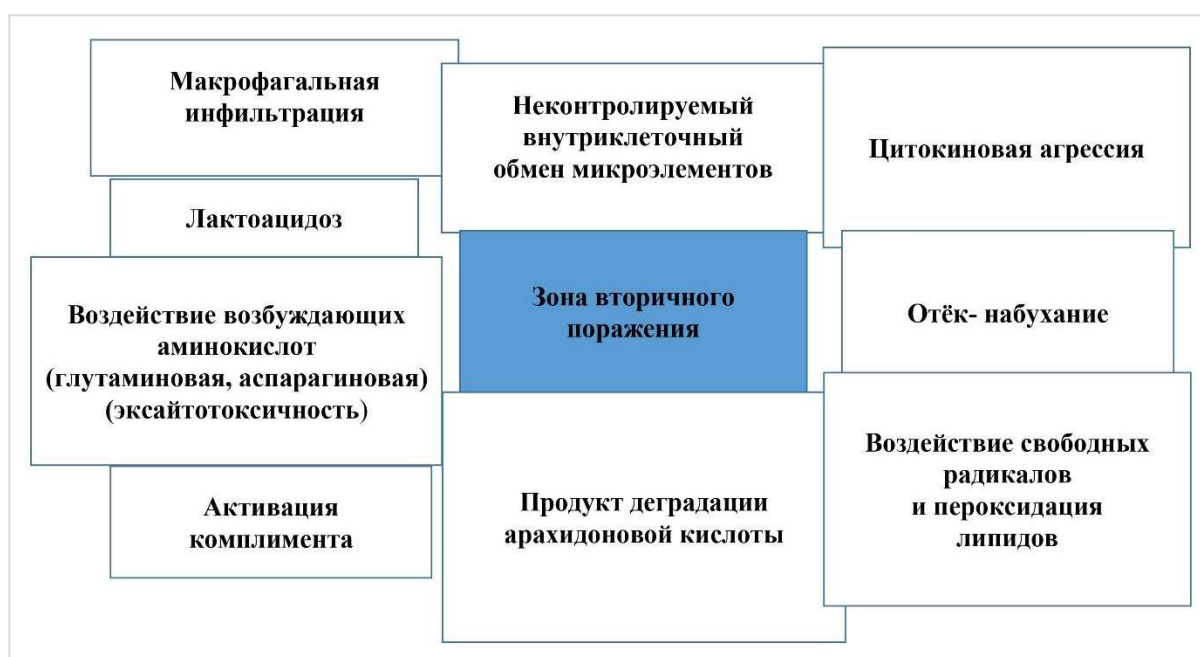 Макрофагальная
инфильтрация
Лактоацидоз
Воздействие возбуждающих
аминокислот
(глутаминовая, аспарагиновая)
(эксайтотоксичность)
Активация
комплимента
Неконтролируемый
внутриклеточный
обмен микроэлементов
Зона вторичного
поражения
Продукт деградации
арахидоновой кислоты
Цитокиновая агрессия
Отёк- набухание
Воздействие свободных
радикалов
и пероксидация
липидов